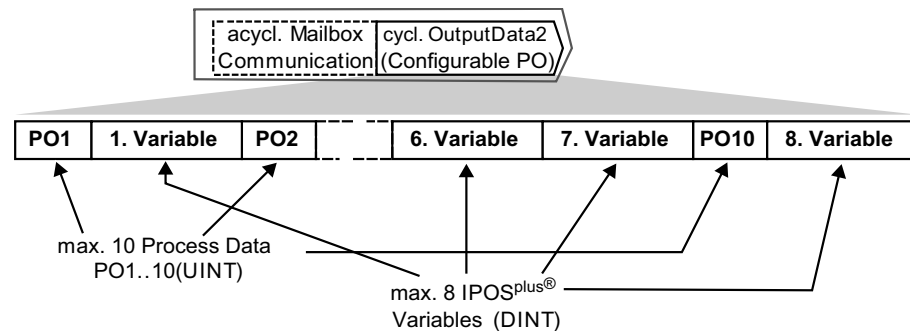 acycl. Mailbox
Communication
cycl. OutputData2
(Configurable PO)
PO1
1. Variable
PO2
6. Variable
7. Variable
PO10
8. Variable
max. 10 Process Data
PO1..10(UINT)
max. 8 IPOSplus®
Variables (DINT)